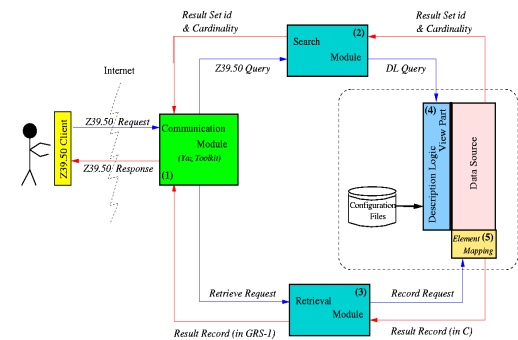 Result Set id
& Cardinality
(2)
Search
Module
Result Set id
& Cardinality
Internet
Z39.50 Query
DL Query
Z39.50 Client
Z39.50 Request
Z39.50 Response
Communication
Module
(Yaz Toolkit)
(1)
(4)
Description Logic
View Part
Data Source
Configuration
Files
Element (5)
Mapping
Retrieve Request
(3)
Retrieval
Module
Record Request
Result Record (in GRS-1)
Result Record (in C)